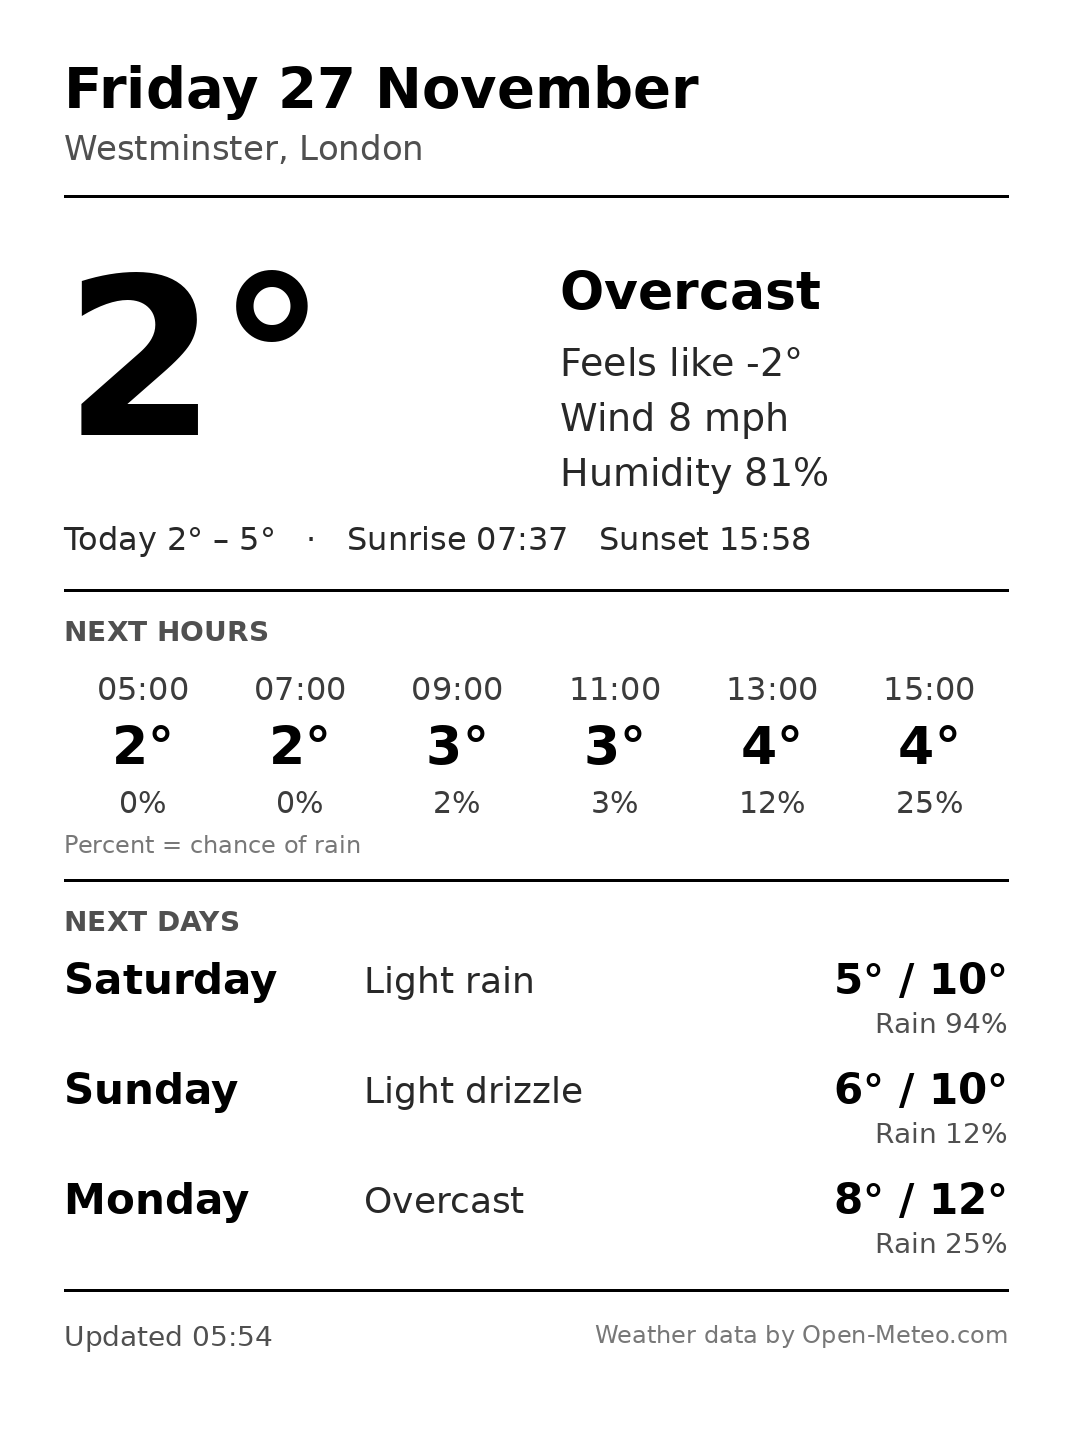 Friday 27 November
Westminster, London
2°
Overcast
Feels like -2°
Wind 8 mph
Humidity 81%
Today 2° – 5° · Sunrise 07:37 Sunset 15:58
NEXT HOURS
05:00 07:00 09:00 11:00 13:00 15:00
2° 2° 3° 3° 4° 4°
0% 0% 2% 3% 12% 25%
Percent = chance of rain
NEXT DAYS
Saturday Light rain 5° / 10°
Rain 94%
Sunday Light drizzle 6° / 10°
Rain 12%
Monday Overcast 8° / 12°
Rain 25%
Updated 05:54 Weather data by Open-Meteo.com